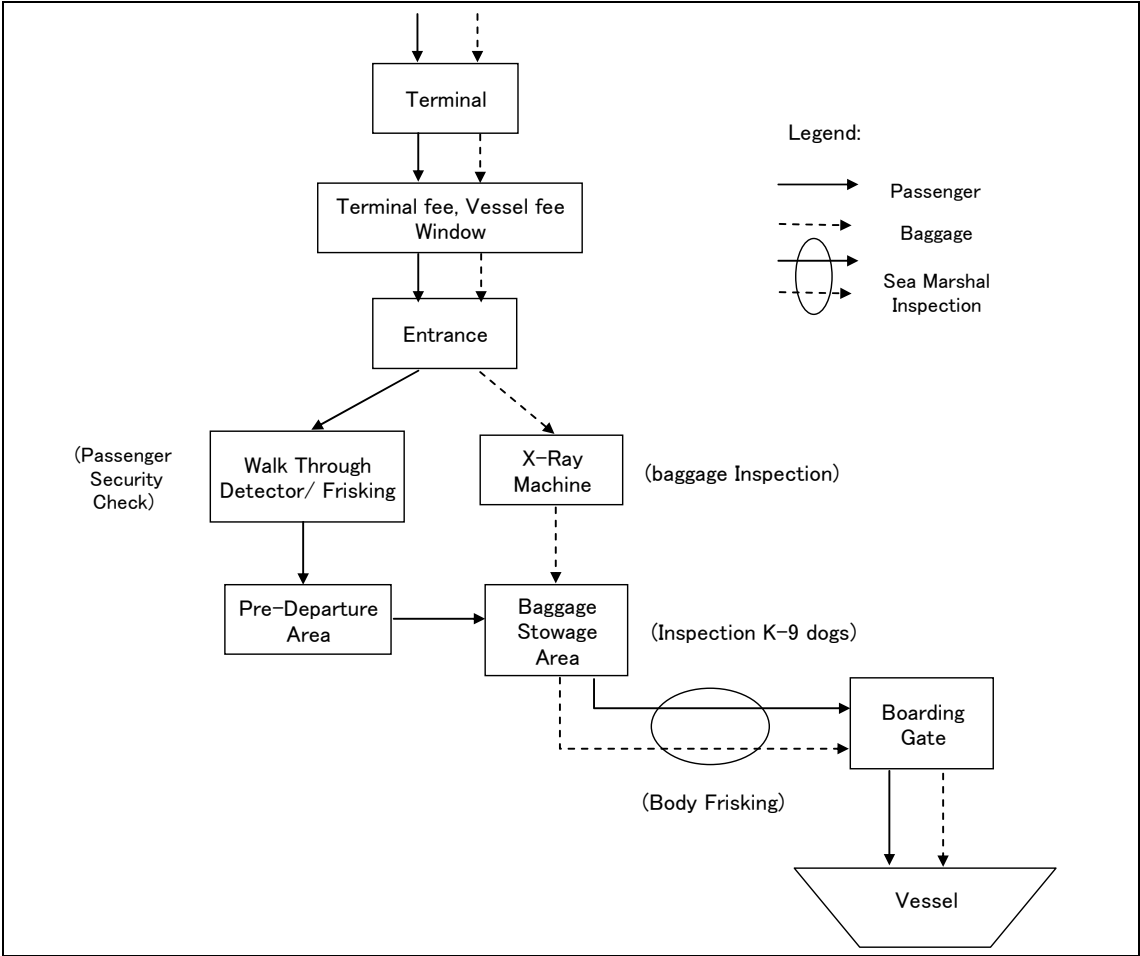 Terminal
Legend:
Passenger
Terminal fee, Vessel fee
Window
Baggage
Sea Marshal
Inspection
Entrance
(Passenger
Security
Check)
Walk Through
Detector/ Frisking
X-Ray
Machine
(baggage Inspection)
Pre-Departure
Area
Baggage
Stowage
Area
(Inspection K-9 dogs)
Boarding
Gate
(Body Frisking)
Vessel